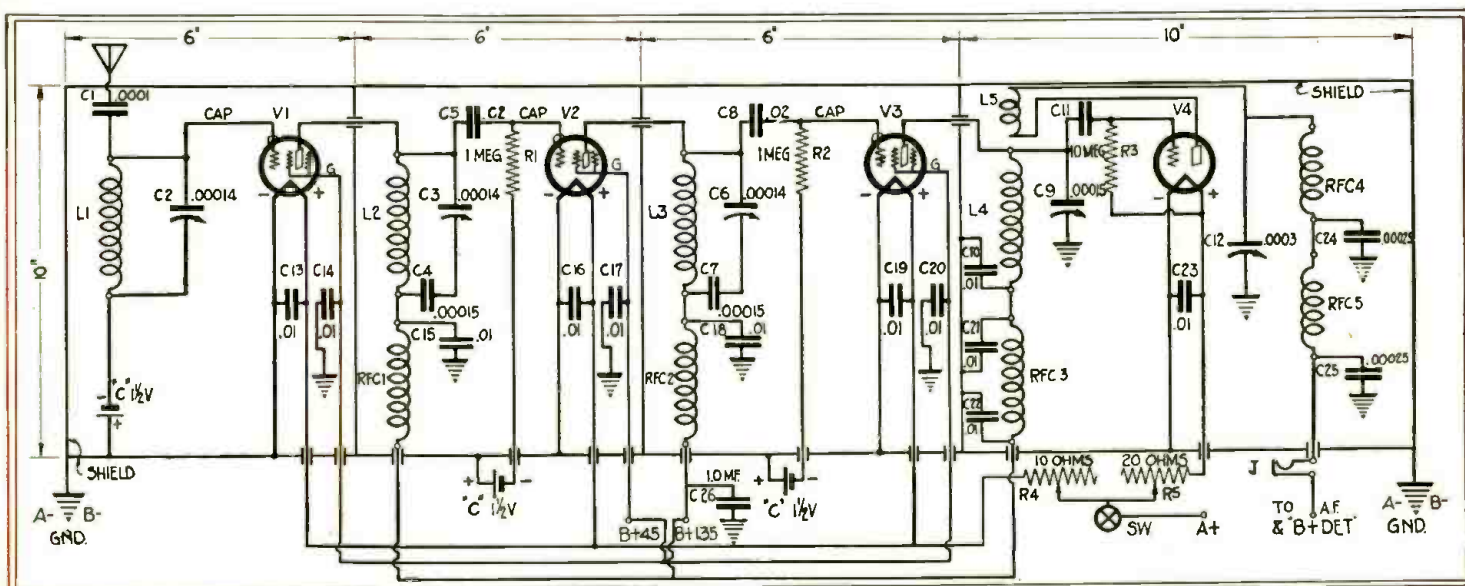 6" 6" 6" 10"
C1 .0001
CAP V1
C5 C2 CAP V2
C8 .02 CAP V3
L5 C11 V4
SHIELD
1 MEG. R1
1 MEG. R2
10 MEG. R3
G G G
L1 C2 .00014
L2 C3 .00014
L3 C6 .00014
L4 C9 .00015
RFC4
- + - + - + - +
10"
C12 .0003
C24 .00025
C13 C14
C4 .00015
C16 C17
C7 .00015
C19 C20
C10 .01
C23
RFC5
.01 .01
C15 .01
.01 .01
C18 .01
.01 .01
C21 .01
.01
C25 .00025
"C" 1½V
- +
RFC1
RFC2
RFC3
C22 .01
SHIELD
+ -
"C" 1½V
1.0 MF.
C26
+ -
"C" 1½V
10 OHMS
R4
20 OHMS
R5
J
A- B-
GND.
B+45 B+135
SW A+
TO A.F.
& "B+DET"
A- B-
GND.